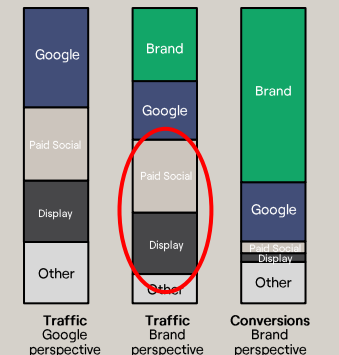 Google
Paid Social
Display
Other
Traffic
Google
perspective
Brand
Google
Paid Social
Display
Other
Traffic
Brand
perspective
Brand
Google
Paid Social
Display
Other
Conversions
Brand
perspective